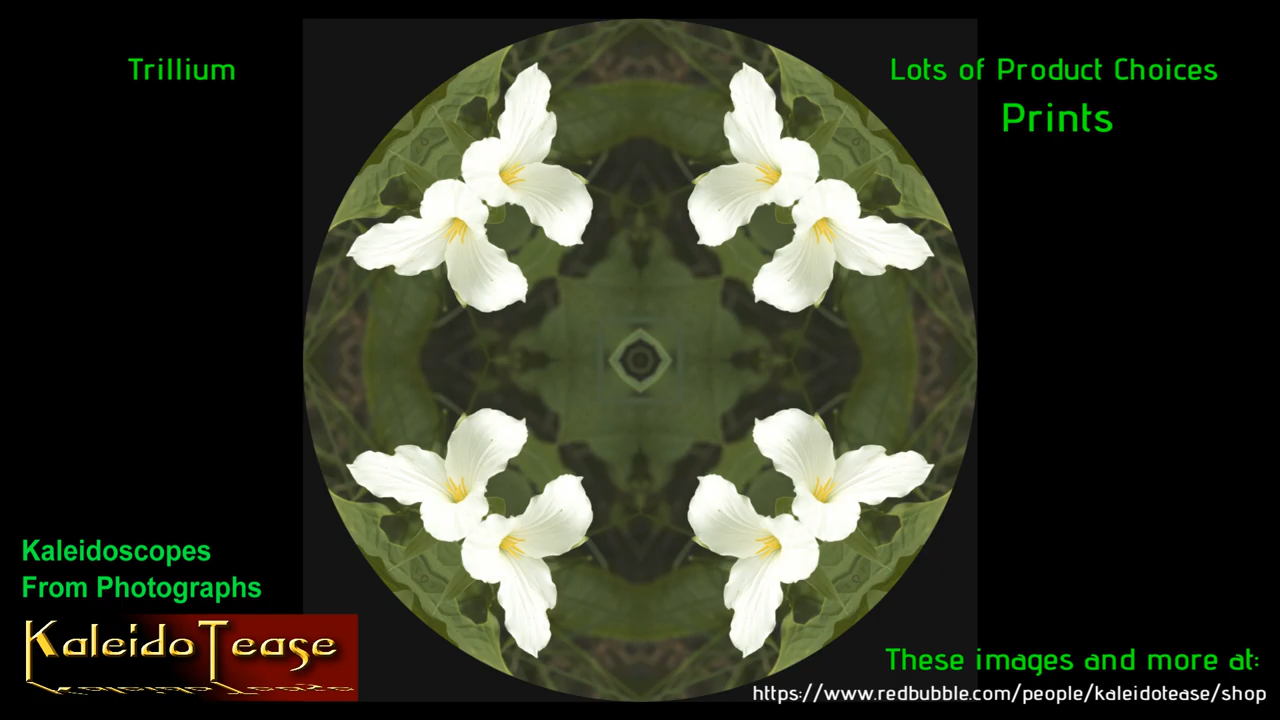 Trillium
Lots of Product Choices
Prints
Kaleidoscopes
From Photographs
KaleidoTease
These images and more at:
https://www.redbubble.com/people/kaleidotease/shop